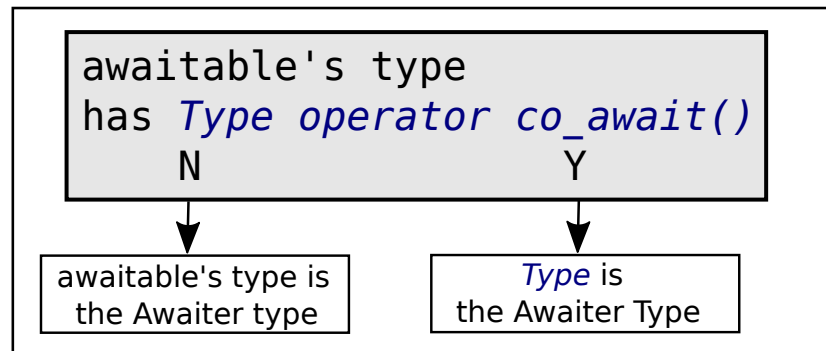 awaitable's type
has Type operator co_await()
N Y
awaitable's type is
the Awaiter type
Type is
the Awaiter Type